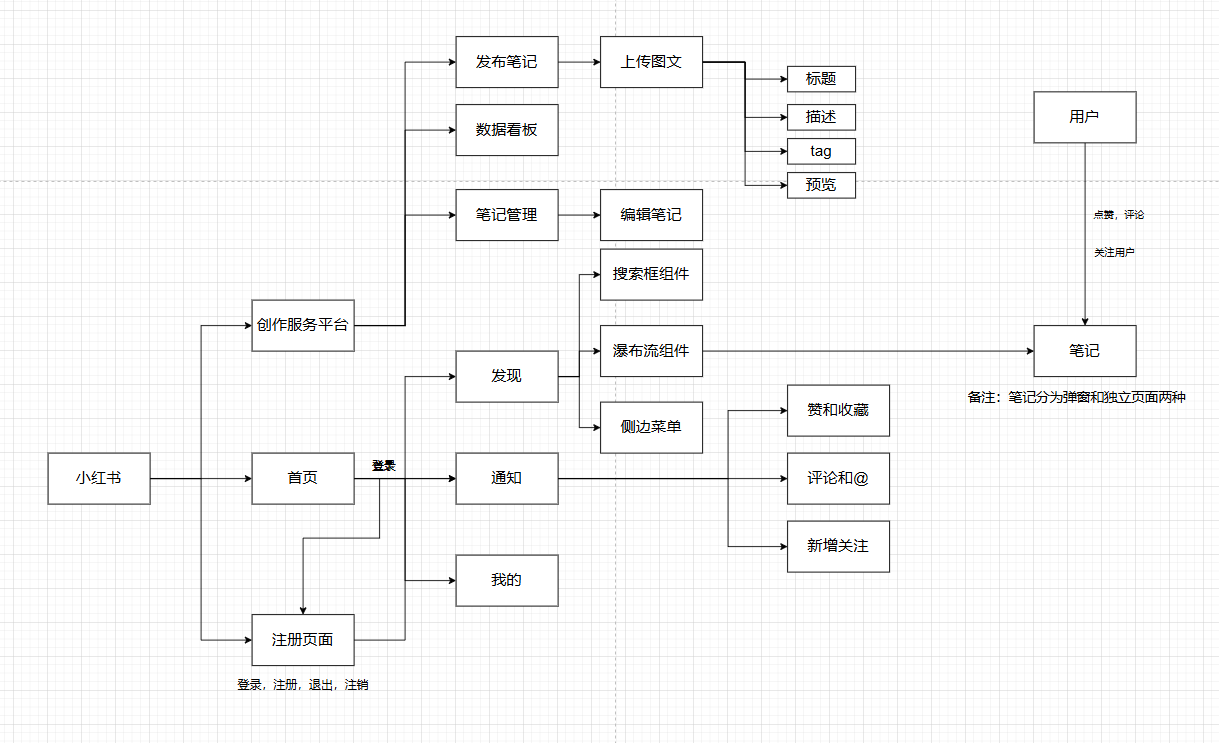 发布笔记
上传图文
标题
描述
tag
预览
数据看板
笔记管理
编辑笔记
用户
点赞，评论
关注用户
搜索框组件
创作服务平台
发现
瀑布流组件
笔记
备注：笔记分为弹窗和独立页面两种
侧边菜单
赞和收藏
小红书
首页
登录
通知
评论和@
新增关注
我的
注册页面
登录，注册，退出，注销